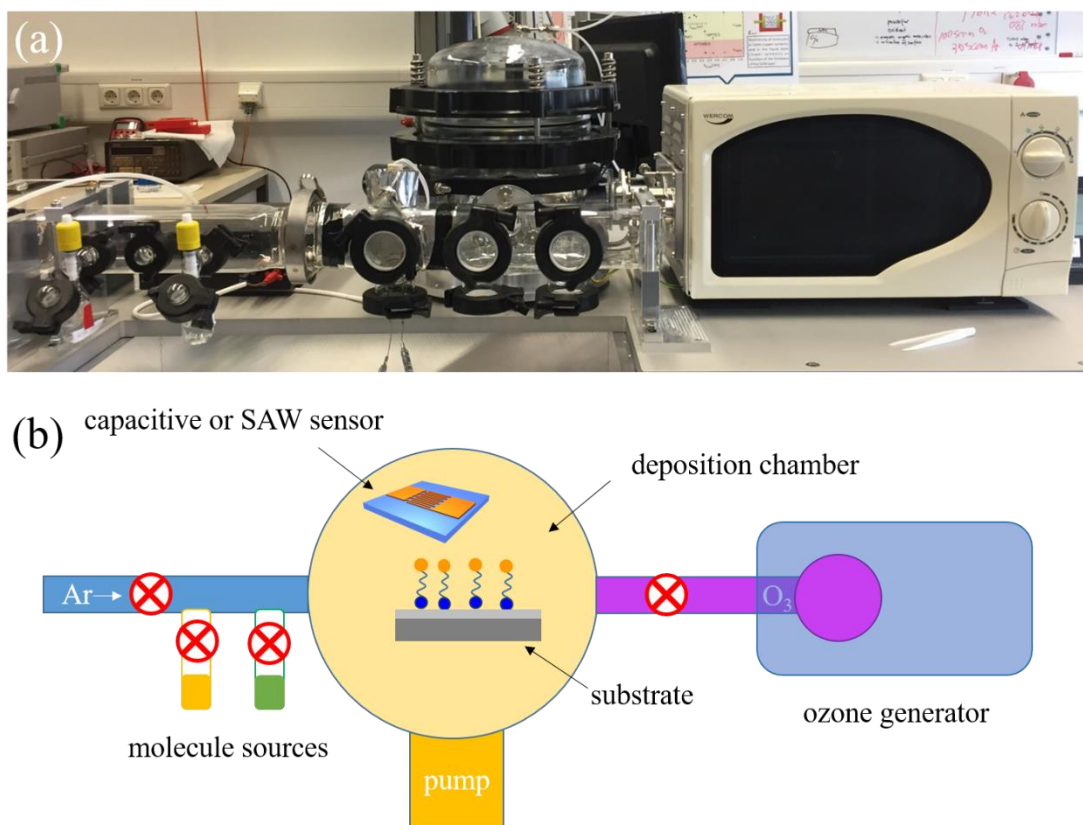 (a)
WERCOM
(b)
capacitive or SAW sensor
deposition chamber
Ar
O3
substrate
molecule sources
ozone generator
pump